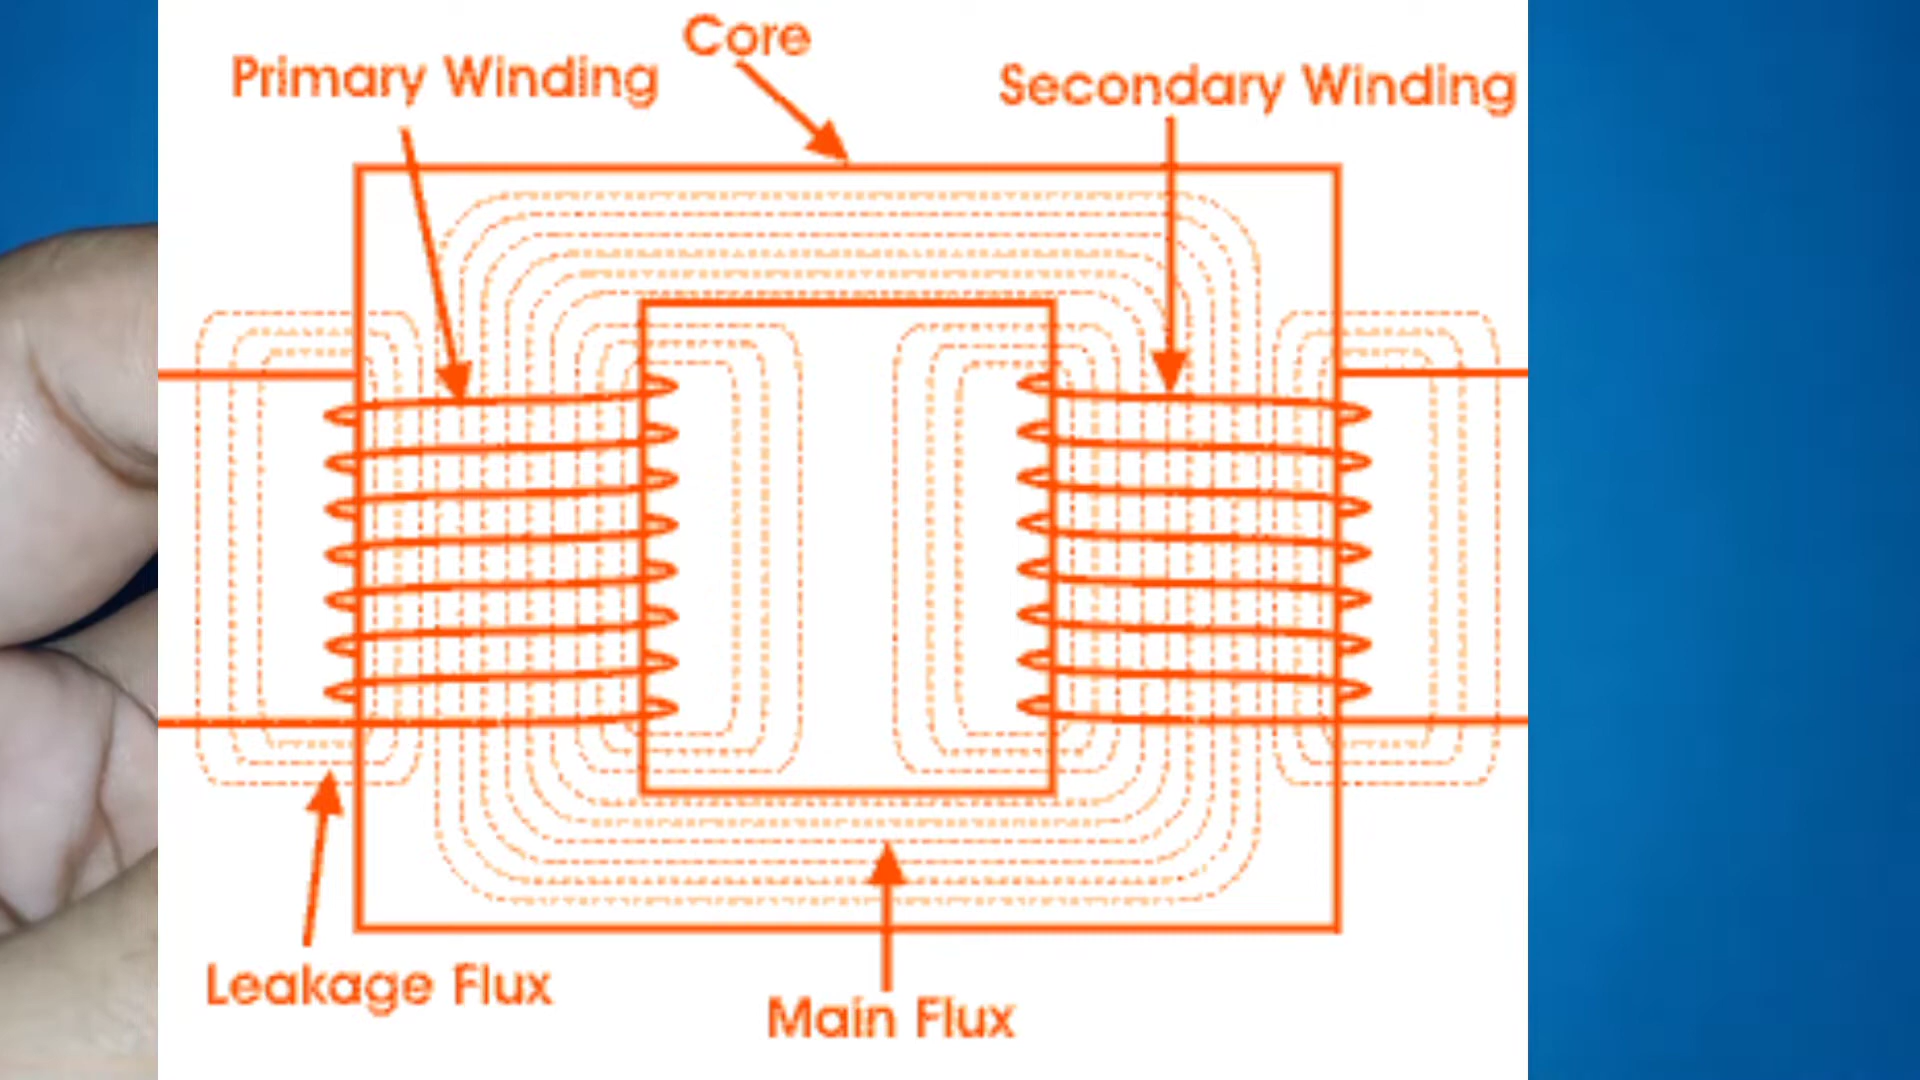 Core
Primary Winding
Secondary Winding
Leakage Flux
Main Flux